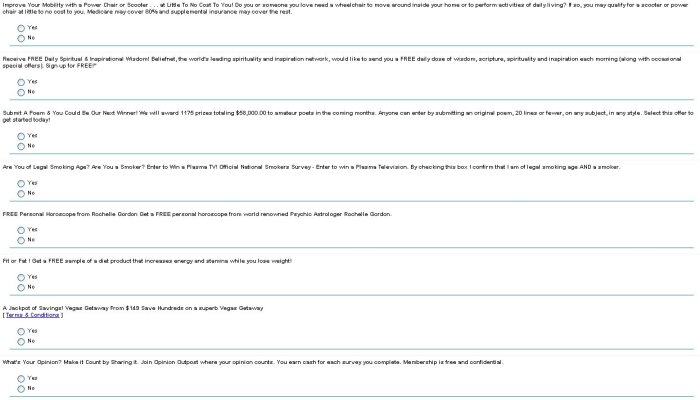 Improve Your Mobility with a Power Chair or Scooter . . . at Little To No Cost To You! Do you or someone you love need a wheelchair to move around inside your home or to perform activities of daily living? If so, you may qualify for a scooter or power
chair at little to no cost to you. Medicare may cover 80% and supplemental insurance may cover the rest.
Yes
No
Receive FREE Daily Spiritual & Inspirational Wisdom! Beliefnet, the world's leading spirituality and inspiration network, would like to send you a FREE daily dose of wisdom, scripture, spirituality and inspiration each morning (along with occasional
special offers). Sign up for FREE!"
Yes
No
Submit A Poem & You Could Be Our Next Winner! We will award 1175 prizes totaling $58,000.00 to amateur poets in the coming months. Anyone can enter by submitting an original poem, 20 lines or fewer, on any subject, in any style. Select this offer to
get started today!
Yes
No
Are You of Legal Smoking Age? Are You a Smoker? Enter to Win a Plasma TV! Official National Smokers Survey - Enter to win a Plasma Television. By checking this box I confirm that I am of legal smoking age AND a smoker.
Yes
No
FREE Personal Horoscope from Rochelle Gordon Get a FREE personal horoscope from world renowned Psychic Astrologer Rochelle Gordon.
Yes
No
Fit or Fat ! Get a FREE sample of a diet product that increases energy and stamina while you lose weight!
Yes
No
A Jackpot of Savings! Vegas Getaway From $149 Save Hundreds on a superb Vegas Getaway
[ Terms & Conditions ]
Yes
No
What's Your Opinion? Make it Count by Sharing it. Join Opinion Outpost where your opinion counts. You earn cash for each survey you complete. Membership is free and confidential.
Yes
No